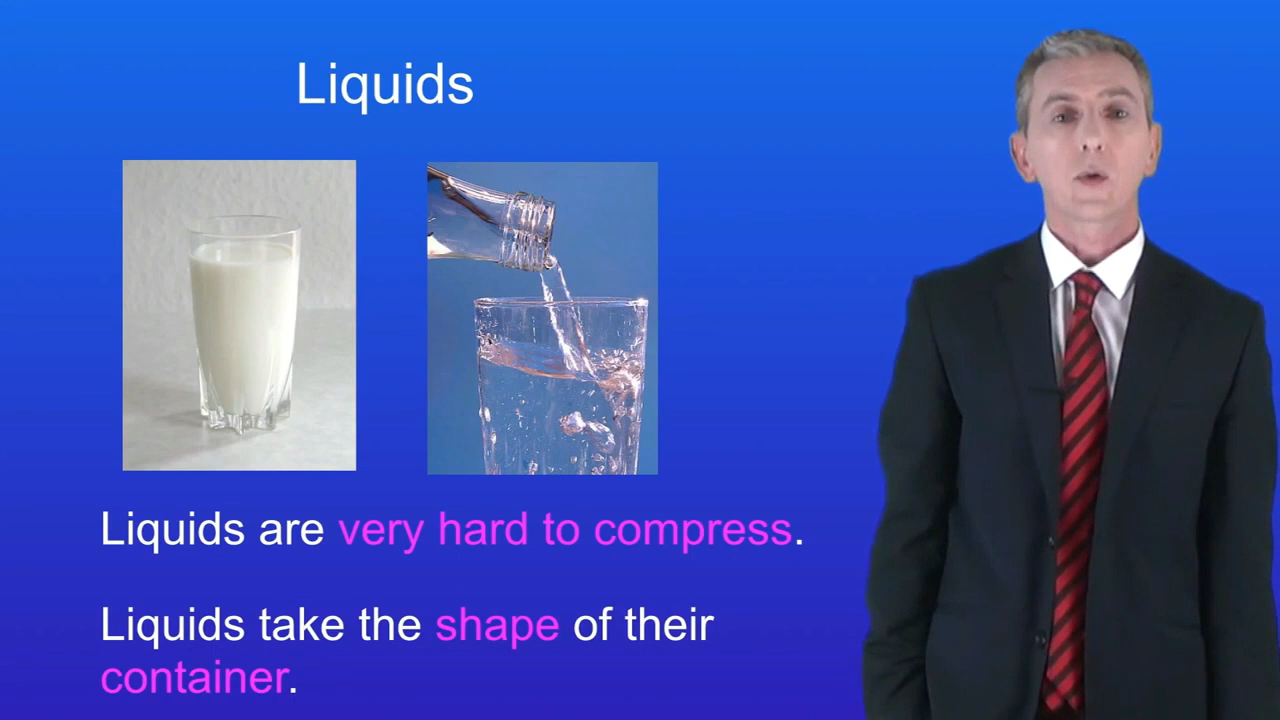 Liquids
Liquids are very hard to compress.
Liquids take the shape of their
container.